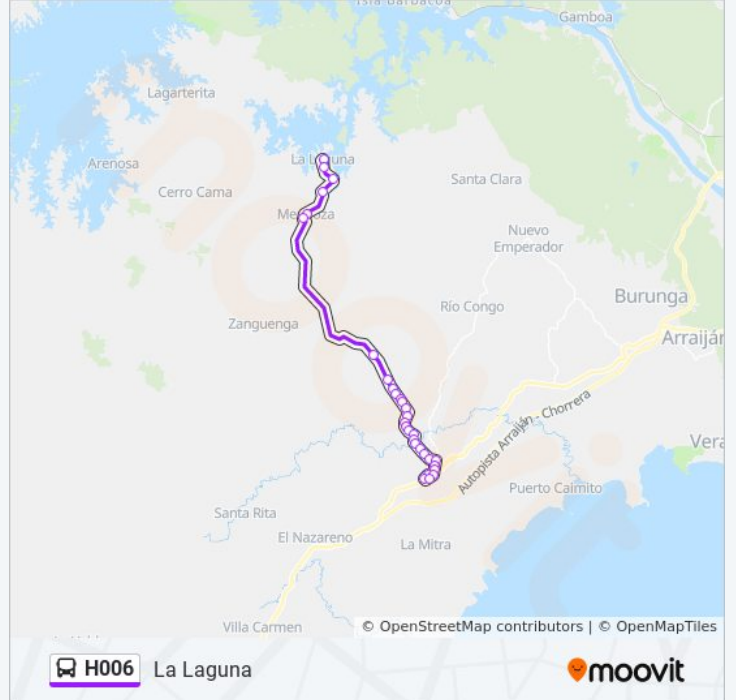 Isla Barbacoa
Gamboa
Lagarterita
La Laguna
Arenosa
Cerro Cama
Santa Clara
Mendoza
Nuevo
Emperador
Burunga
Río Congo
Zanguenga
Arraiján
Autopista Arraiján - Chorrera
Vera
Puerto Caimito
Santa Rita
El Nazareno
La Mitra
Villa Carmen
© OpenStreetMap contributors | © OpenMapTiles
H006 La Laguna
moovit